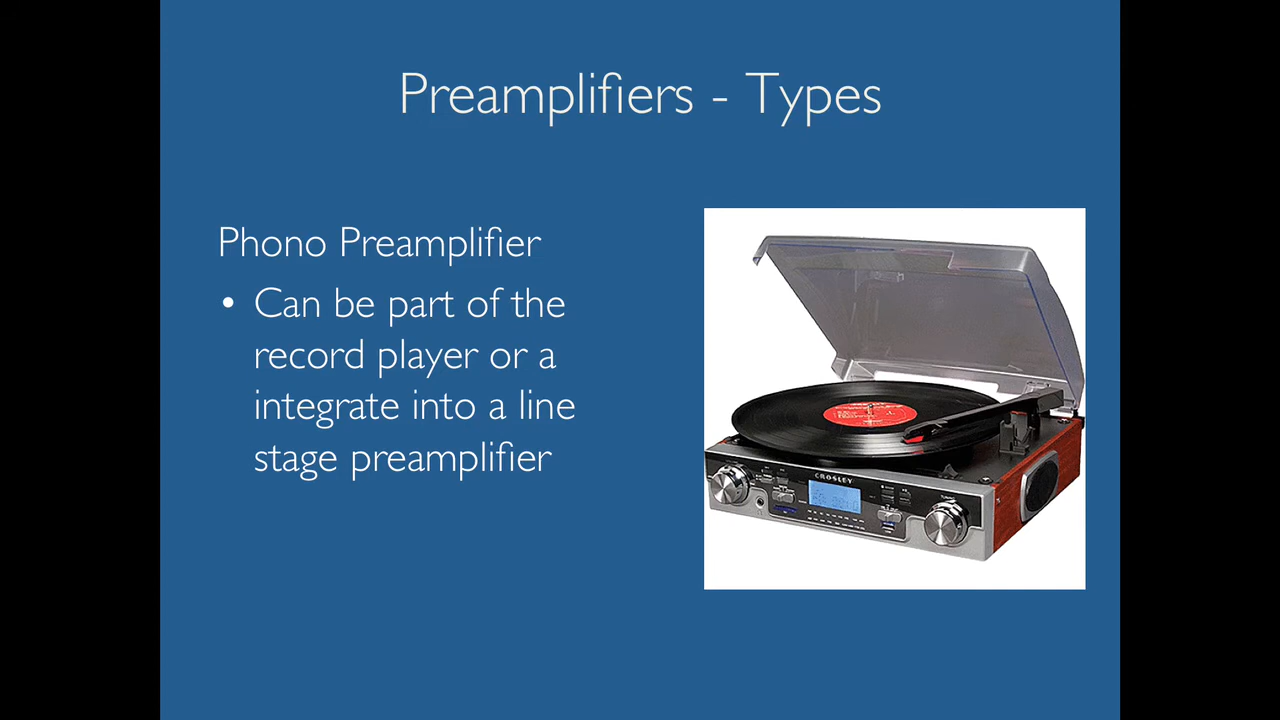 Preamplifiers - Types
Phono Preamplifier
• Can be part of the
record player or a
integrate into a line
stage preamplifier
CROSLEY